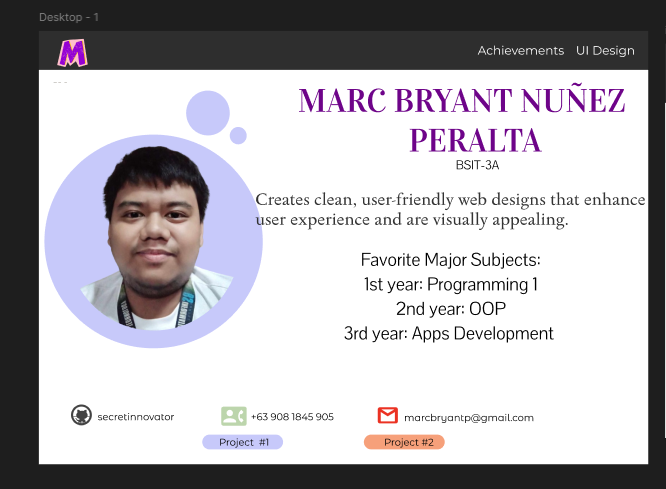 Desktop - 1
M
Achievements UI Design
MARC BRYANT NUÑEZ
PERALTA
BSIT-3A
Creates clean, user-friendly web designs that enhance
user experience and are visually appealing.
Favorite Major Subjects:
1st year: Programming 1
2nd year: OOP
3rd year: Apps Development
secretinnovator
+63 908 1845 905
marcbryantp@gmail.com
Project #1
Project #2